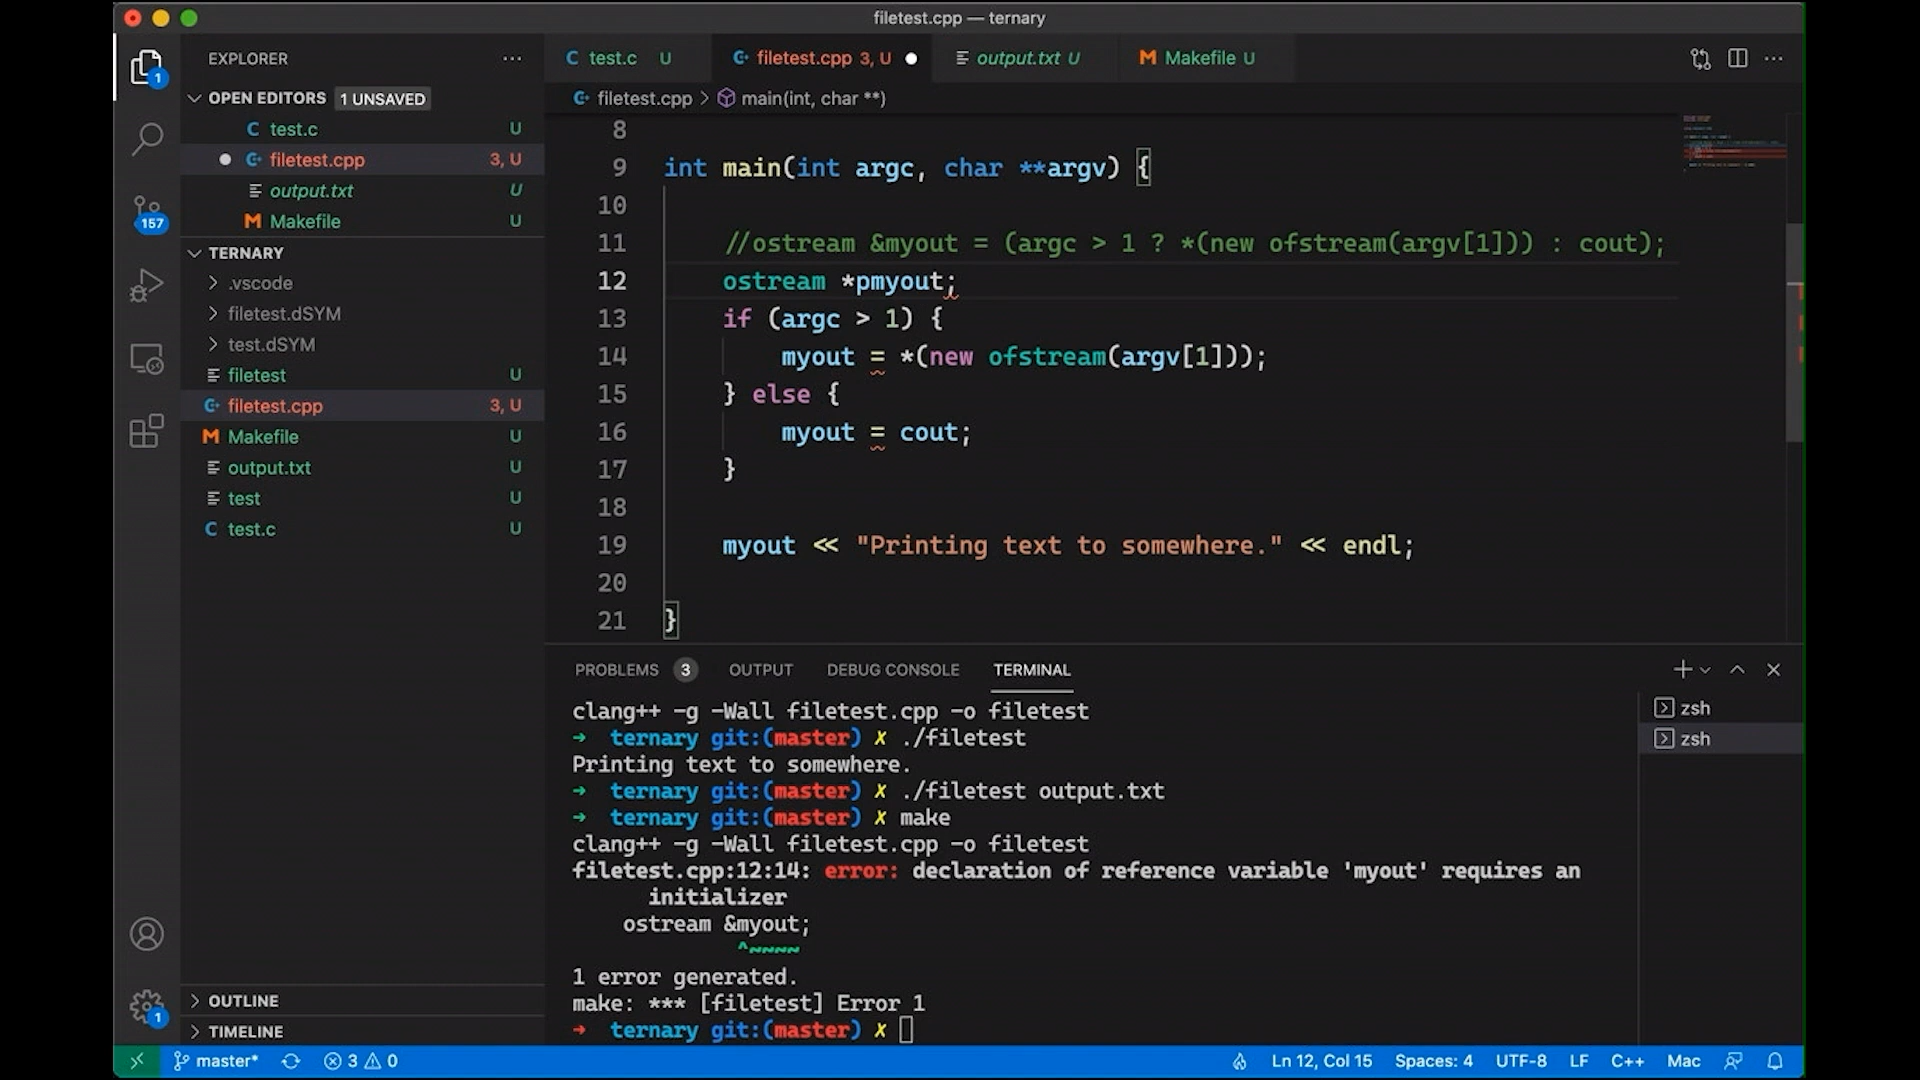 filetest.cpp — ternary
EXPLORER ...
OPEN EDITORS 1 UNSAVED
C test.c U
filetest.cpp 3, U
output.txt U
M Makefile U
TERNARY
.vscode
filetest.dSYM
test.dSYM
filetest U
filetest.cpp 3, U
M Makefile U
output.txt U
test U
C test.c U
OUTLINE
TIMELINE
1
157
1
C test.c U
filetest.cpp 3, U
output.txt U
M Makefile U
filetest.cpp > main(int, char **)
8
9 int main(int argc, char **argv) {
10
11 //ostream &myout = (argc > 1 ? *(new ofstream(argv[1])) : cout);
12 ostream *pmyout;
13 if (argc > 1) {
14 myout = *(new ofstream(argv[1]));
15 } else {
16 myout = cout;
17 }
18
19 myout << "Printing text to somewhere." << endl;
20
21 }
PROBLEMS 3 OUTPUT DEBUG CONSOLE TERMINAL
clang++ -g -Wall filetest.cpp -o filetest
→ ternary git:(master) ✗ ./filetest
Printing text to somewhere.
→ ternary git:(master) ✗ ./filetest output.txt
→ ternary git:(master) ✗ make
clang++ -g -Wall filetest.cpp -o filetest
filetest.cpp:12:14: error: declaration of reference variable 'myout' requires an
initializer
ostream &myout;
^~~~~
1 error generated.
make: *** [filetest] Error 1
→ ternary git:(master) ✗
zsh
zsh
master* 3 0 Ln 12, Col 15 Spaces: 4 UTF-8 LF C++ Mac